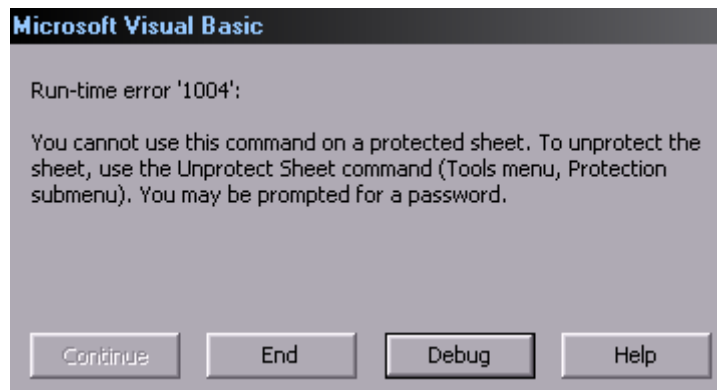 Microsoft Visual Basic
Run-time error '1004':
You cannot use this command on a protected sheet. To unprotect the
sheet, use the Unprotect Sheet command (Tools menu, Protection
submenu). You may be prompted for a password.
Continue End Debug Help